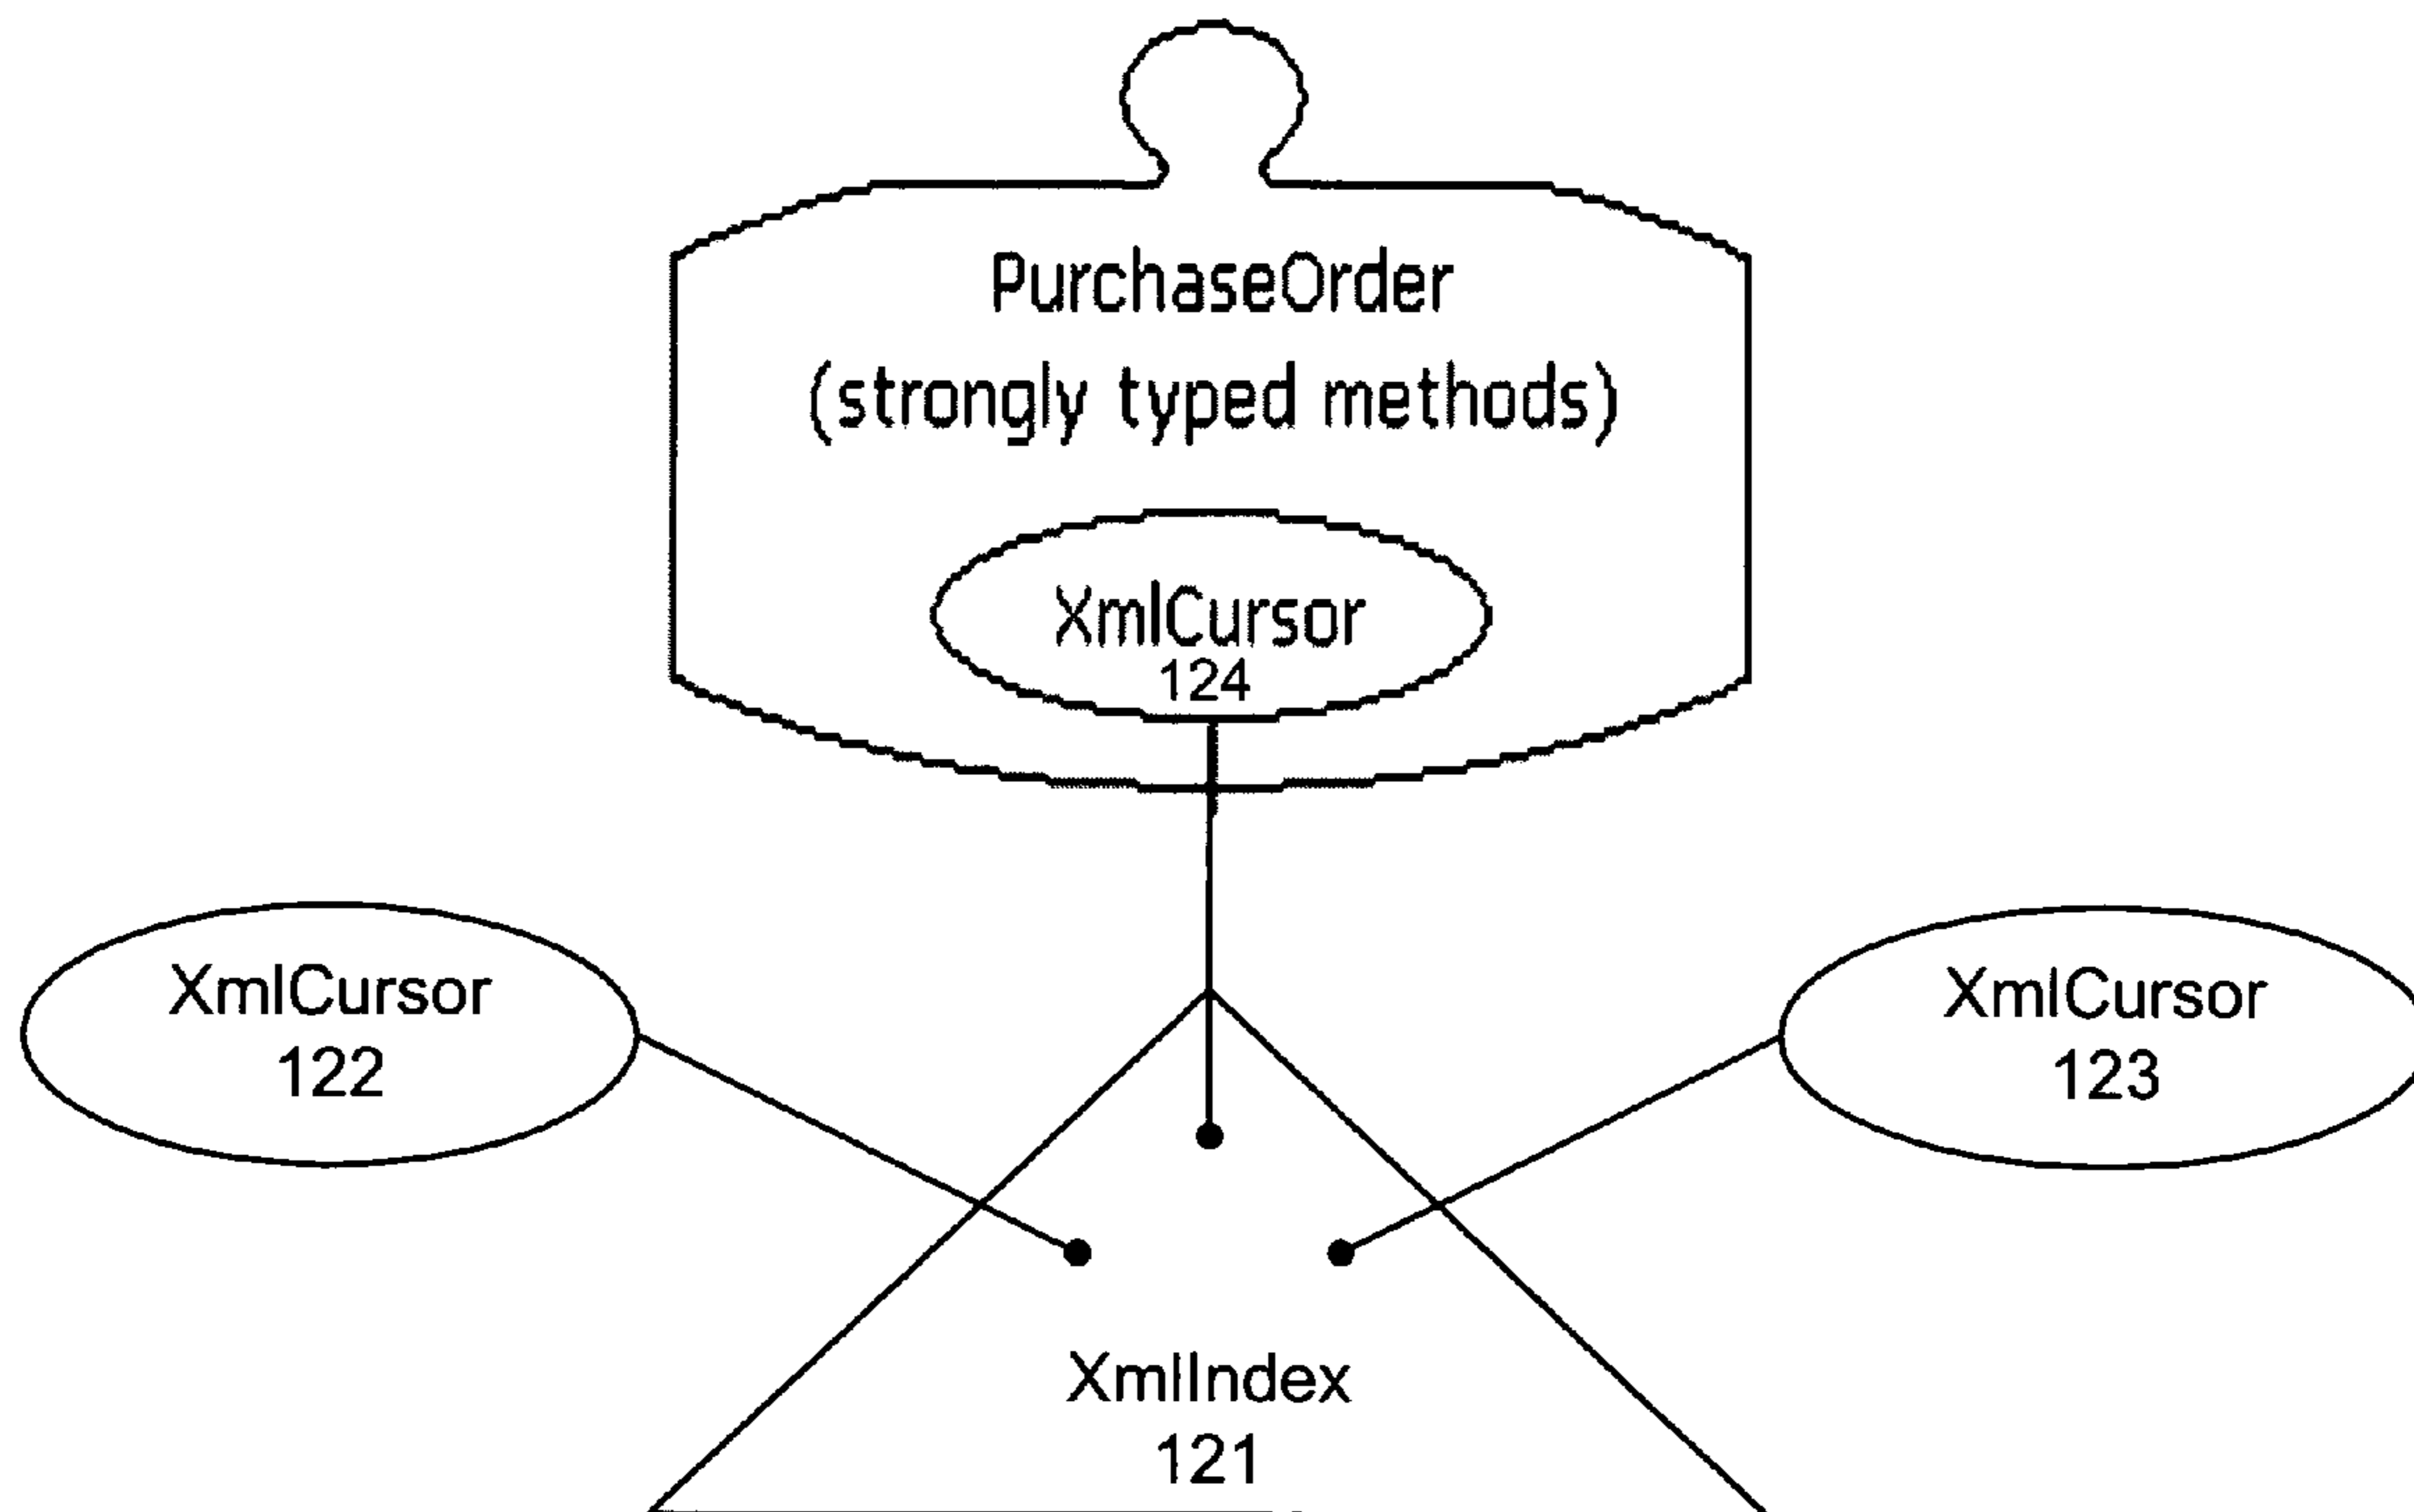 PurchaseOrder
(strongly typed methods)
XmlCursor
124
XmlCursor
122
XmlCursor
123
XmlIndex
121